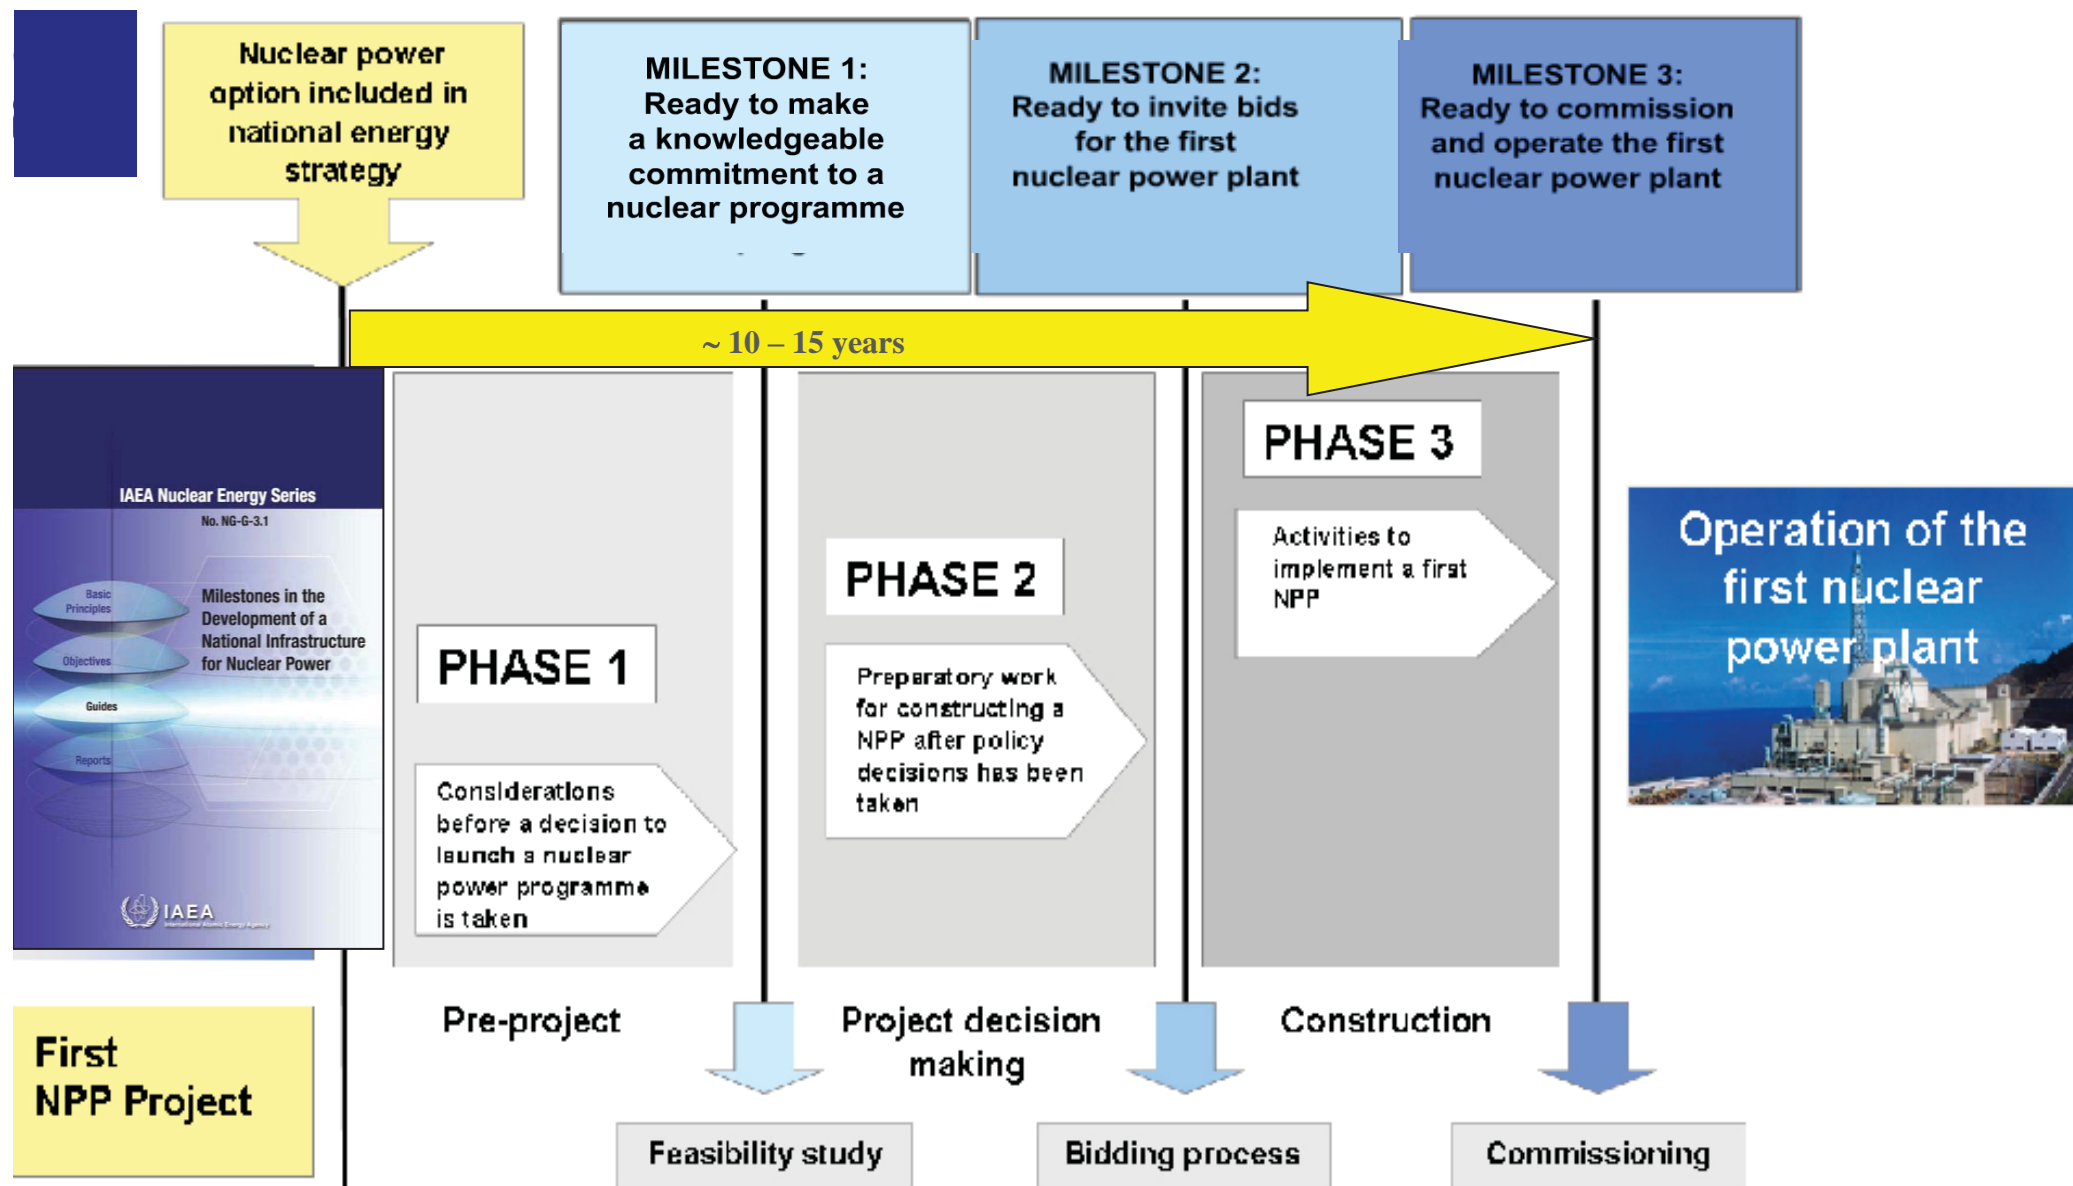 Nuclear power
option included in
national energy
strategy
MILESTONE 1:
Ready to make
a knowledgeable
commitment to a
nuclear programme
MILESTONE 2:
Ready to invite bids
for the first
nuclear power plant
MILESTONE 3:
Ready to commission
and operate the first
nuclear power plant
~ 10 – 15 years
IAEA Nuclear Energy Series
No. NG-G-3.1
Basic
Principles
Objectives
Guides
Reports
Milestones in the
Development of a
National Infrastructure
for Nuclear Power
IAEA
International Atomic Energy Agency
PHASE 1
Considerations
before a decision to
launch a nuclear
power programme
is taken
PHASE 2
Preparatory work
for constructing a
NPP after policy
decisions has been
taken
PHASE 3
Activities to
implement a first
NPP
Operation of the
first nuclear
power plant
First
NPP Project
Pre-project
Project decision
making
Construction
Feasibility study
Bidding process
Commissioning